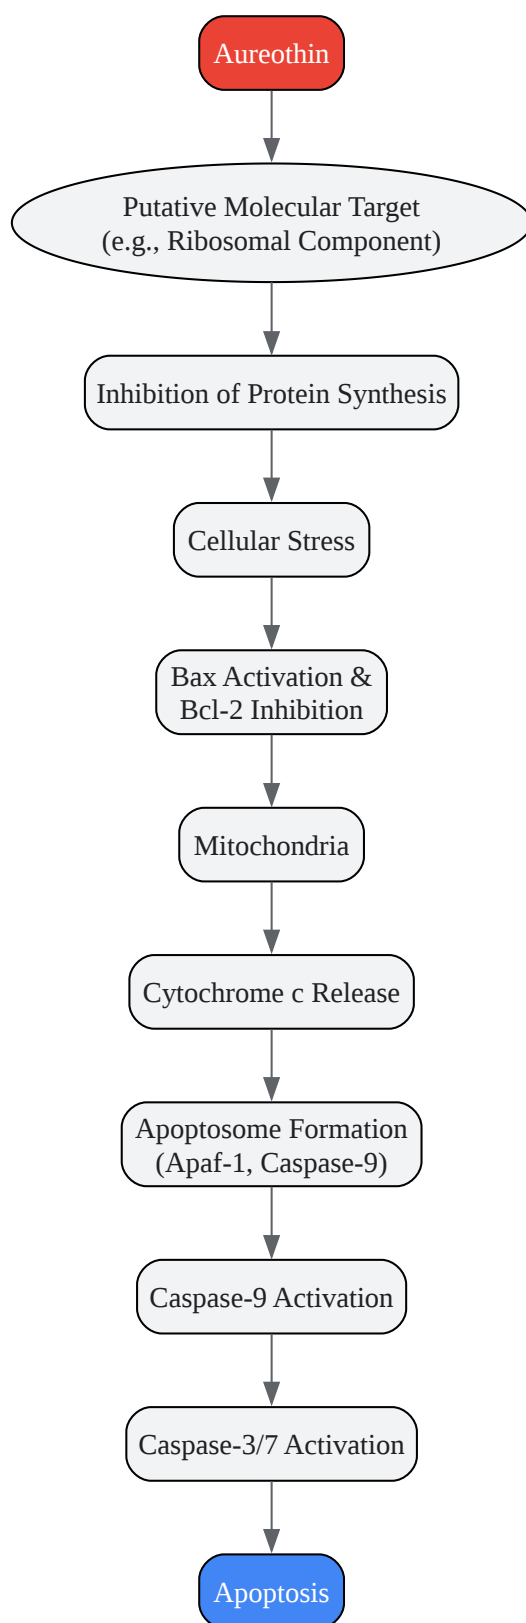 Aureothin
Putative Molecular Target
(e.g., Ribosomal Component)
Inhibition of Protein Synthesis
Cellular Stress
Bax Activation &
Bcl-2 Inhibition
Mitochondria
Cytochrome c Release
Apoptosome Formation
(Apaf-1, Caspase-9)
Caspase-9 Activation
Caspase-3/7 Activation
Apoptosis